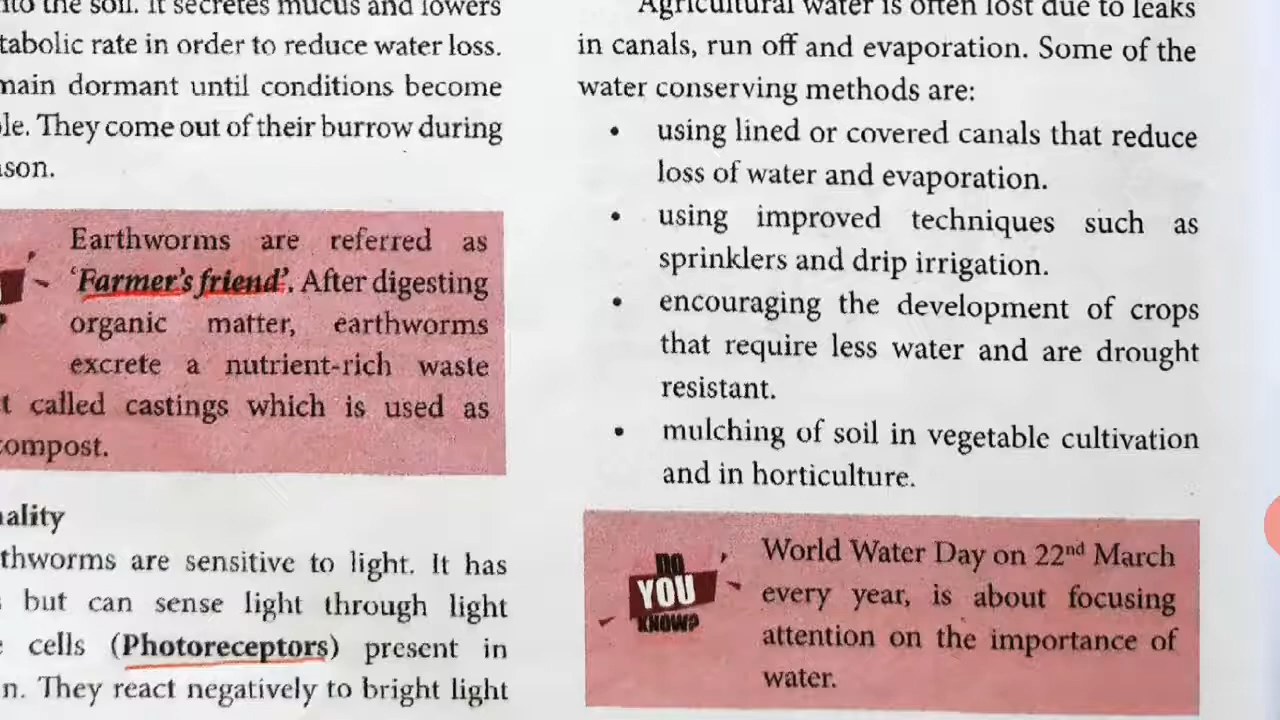 into the soil. It secretes mucus and lowers
tabolic rate in order to reduce water loss.
main dormant until conditions become
le. They come out of their burrow during
ason.
Earthworms are referred as
‘Farmer’s friend’. After digesting
organic matter, earthworms
excrete a nutrient-rich waste
t called castings which is used as
compost.
nality
thworms are sensitive to light. It has
but can sense light through light
cells (Photoreceptors) present in
n. They react negatively to bright light
Agricultural water is often lost due to leaks
in canals, run off and evaporation. Some of the
water conserving methods are:
• using lined or covered canals that reduce
loss of water and evaporation.
• using improved techniques such as
sprinklers and drip irrigation.
• encouraging the development of crops
that require less water and are drought
resistant.
• mulching of soil in vegetable cultivation
and in horticulture.
DO
YOU
KNOW?
World Water Day on 22nd March
every year, is about focusing
attention on the importance of
water.